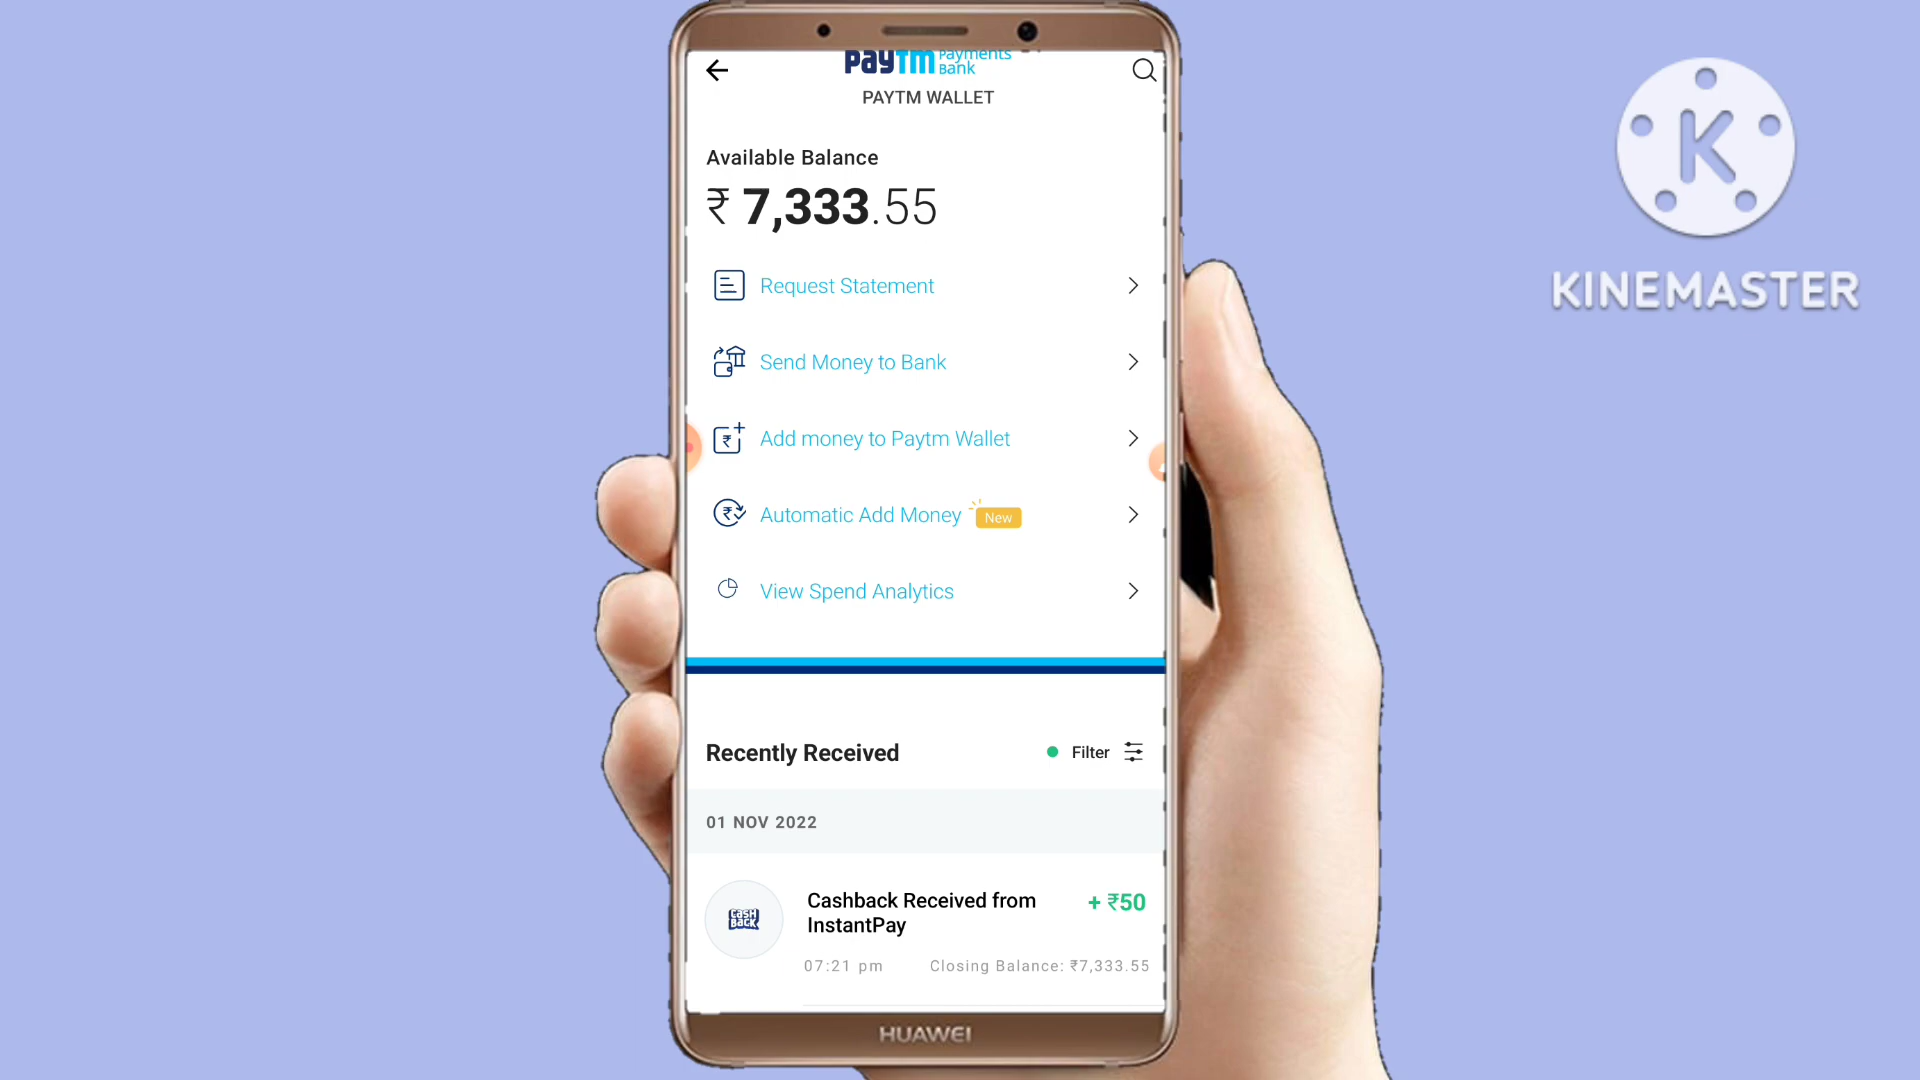 paytm Payments Bank
PAYTM WALLET
Available Balance
₹ 7,333.55
Request Statement
Send Money to Bank
Add money to Paytm Wallet
Automatic Add Money New
View Spend Analytics
Recently Received
Filter
01 NOV 2022
CASH BACK
Cashback Received from
InstantPay
+ ₹50
07:21 pm Closing Balance: ₹7,333.55
HUAWEI
K
KINEMASTER